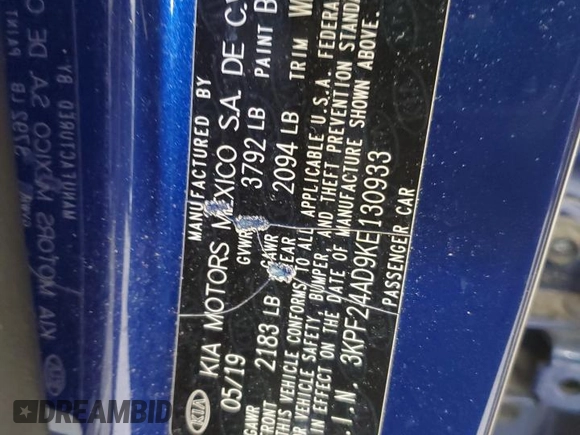 MANUFACTURED BY
KIA KIA MOTORS MEXICO S.A. DE C.V
05/19 GVWR 3792 LB PAINT B
GAWR FRONT 2183 LB GAWR REAR 2094 LB TRIM W
THIS VEHICLE CONFORMS TO ALL APPLICABLE U.S.A. FEDERA
VEHICLE SAFETY, BUMPER, AND THEFT PREVENTION STANDA
IN EFFECT ON THE DATE OF MANUFACTURE SHOWN ABOVE.
V.I.N. 3KPF24AD9KE130933
PASSENGER CAR
DREAMBID